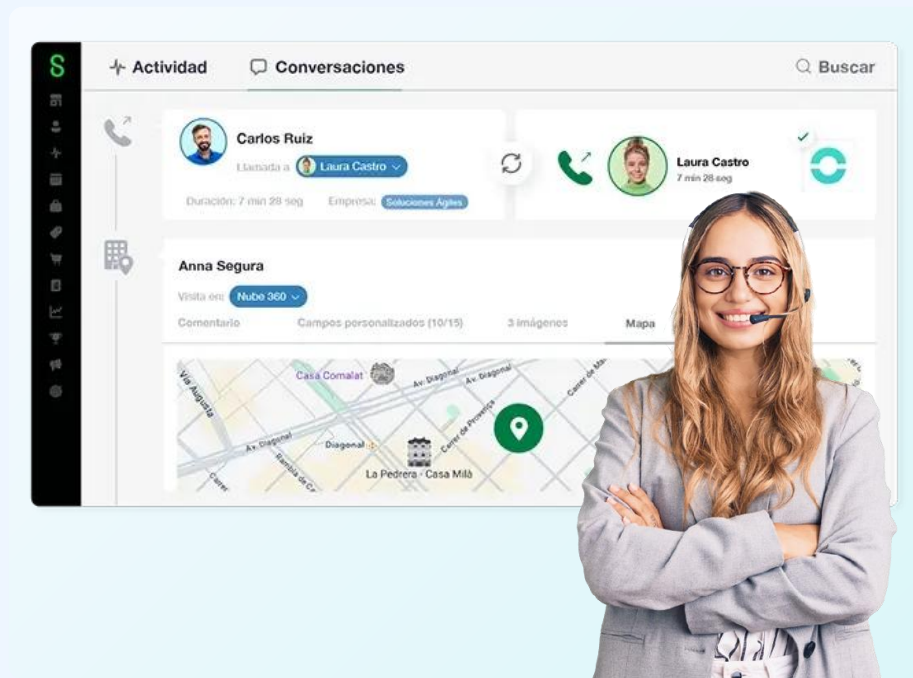 S
Actividad
Conversaciones
Buscar
Carlos Ruiz
Llamada a Laura Castro
Duración: 7 min 28 seg Empresa: Soluciones Ágiles
Laura Castro
7 min 28 seg
Anna Segura
Visita en: Nube 360
Comentario Campos personalizados (10/15) 3 imágenes Mapa
Vía Augusta
Casa Comalat
Av. Diagonal
Av. Diagonal
Av. Diagonal
Diagonal
Carrer de Provença
La Pedrera - Casa Milà
Carrer